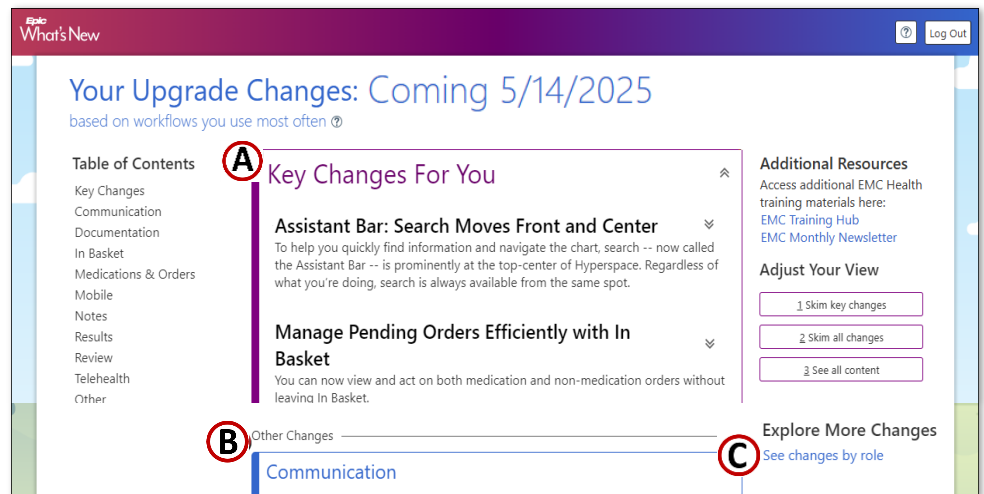 Epic
What's New
? Log Out
Your Upgrade Changes: Coming 5/14/2025
based on workflows you use most often ?
Table of Contents
Key Changes
Communication
Documentation
In Basket
Medications & Orders
Mobile
Notes
Results
Review
Telehealth
Other
A
Key Changes For You
Assistant Bar: Search Moves Front and Center
To help you quickly find information and navigate the chart, search -- now called
the Assistant Bar -- is prominently at the top-center of Hyperspace. Regardless of
what you're doing, search is always available from the same spot.
Manage Pending Orders Efficiently with In
Basket
You can now view and act on both medication and non-medication orders without
leaving In Basket.
B
Other Changes
Communication
Additional Resources
Access additional EMC Health
training materials here:
EMC Training Hub
EMC Monthly Newsletter
Adjust Your View
1 Skim key changes
2 Skim all changes
3 See all content
Explore More Changes
C
See changes by role